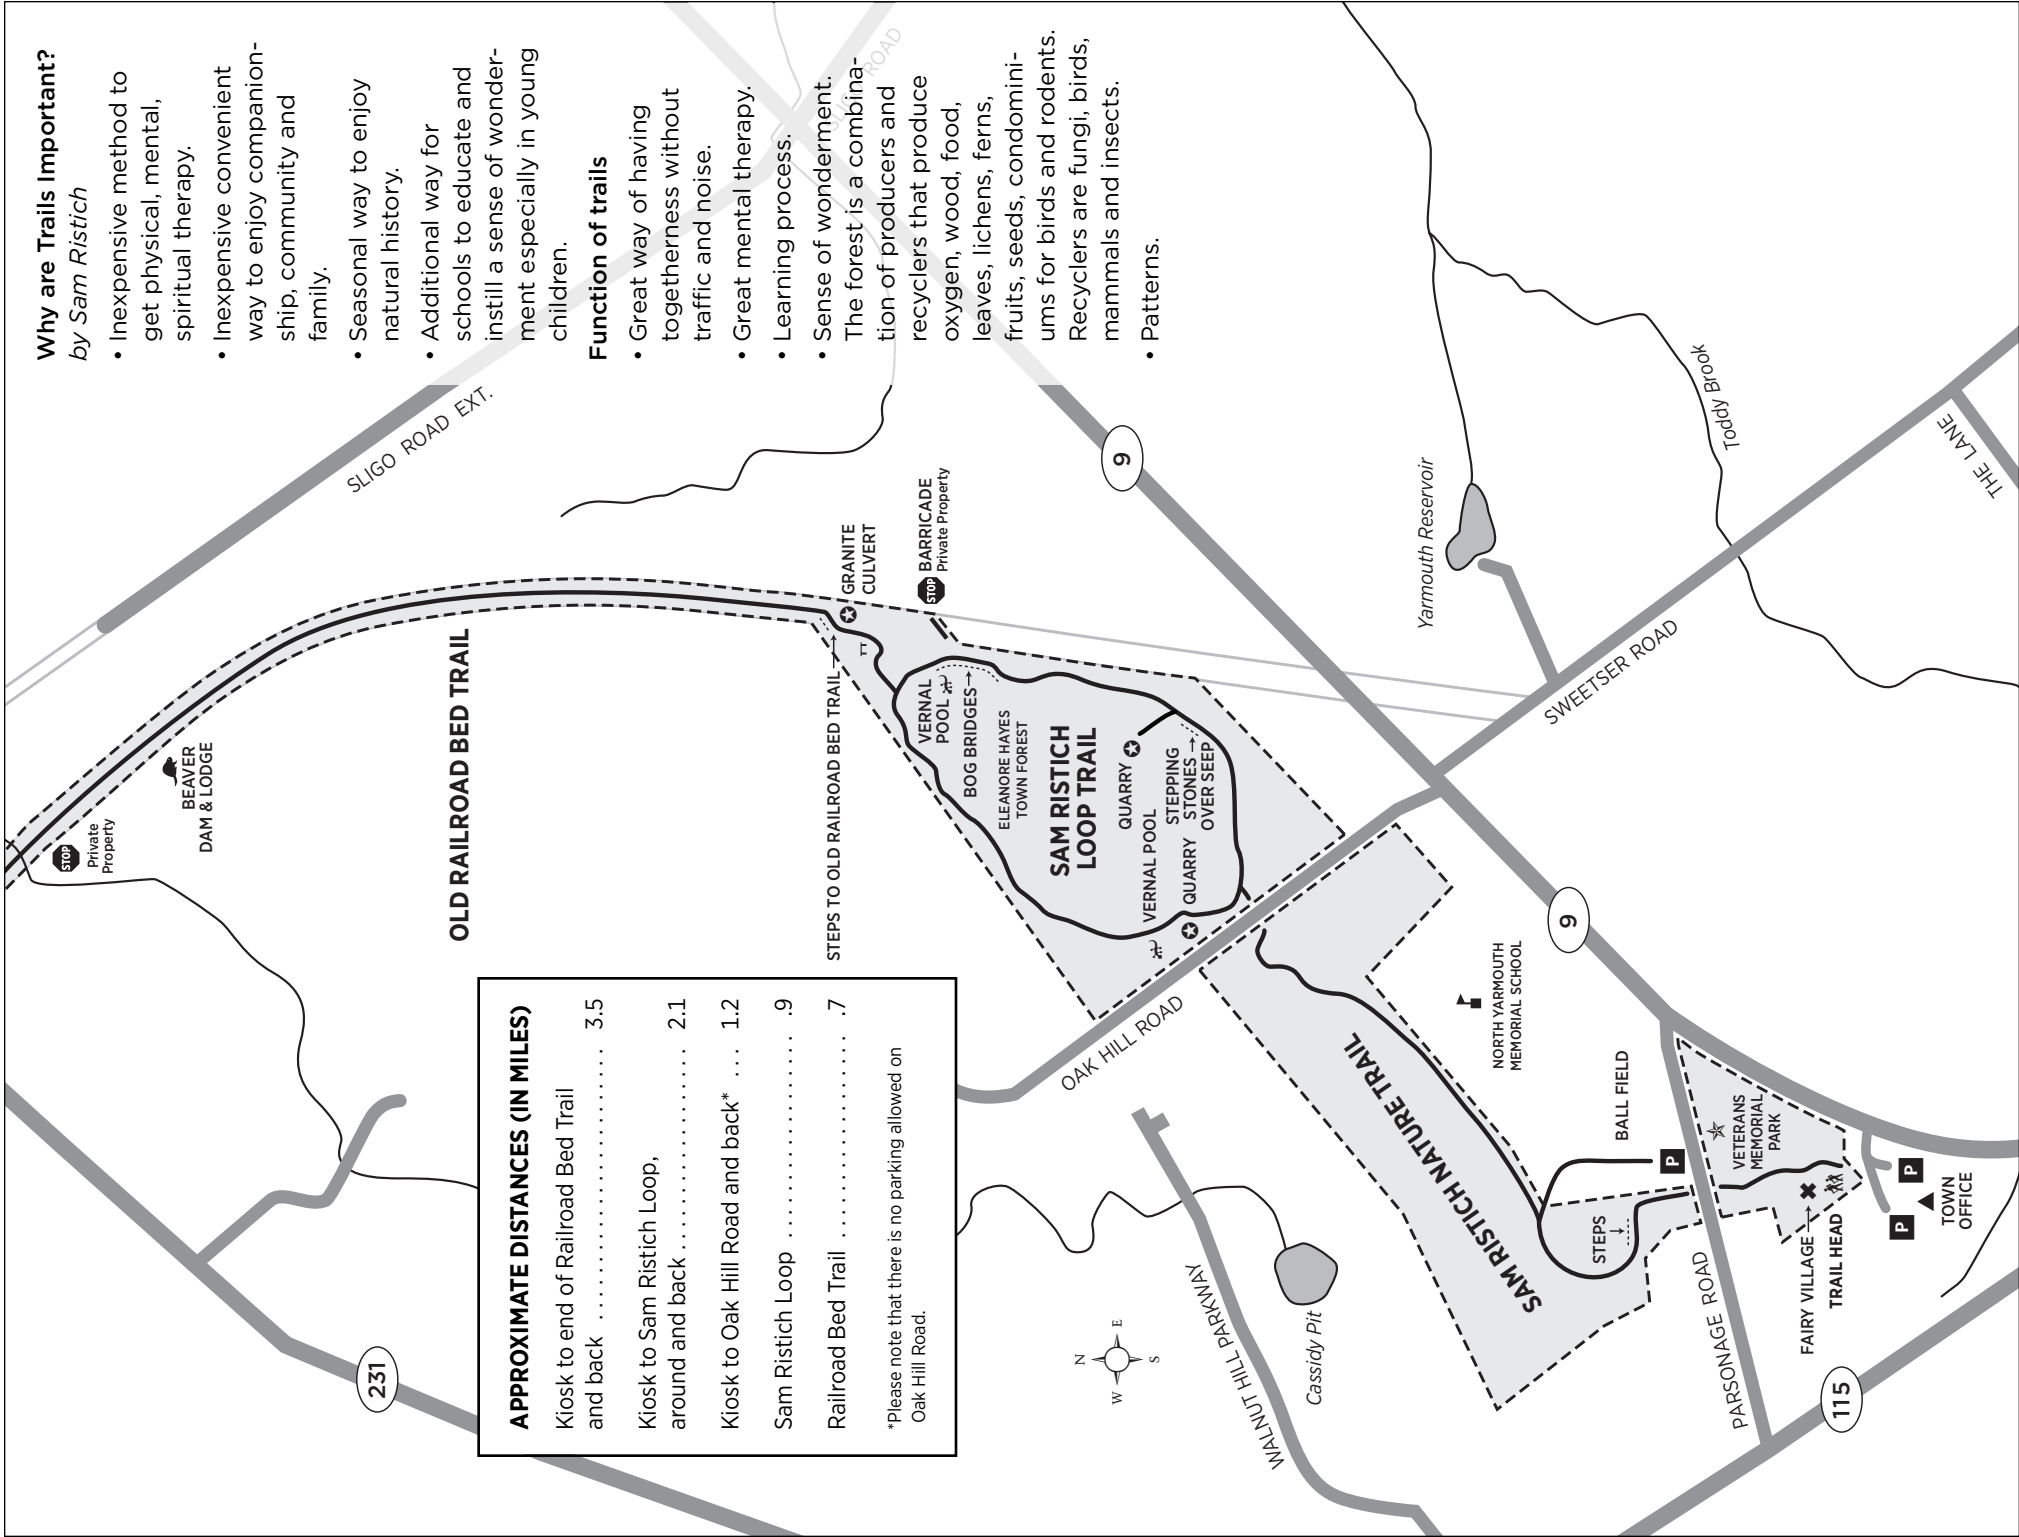 Why are Trails Important?
by Sam Ristich
• Inexpensive method to
get physical, mental,
spiritual therapy.
• Inexpensive convenient
way to enjoy companion-
ship, community and
family.
• Seasonal way to enjoy
natural history.
• Additional way for
schools to educate and
instill a sense of wonder-
ment especially in young
children.
Function of trails
• Great way of having
togetherness without
traffic and noise.
• Great mental therapy.
• Learning process.
• Sense of wonderment.
The forest is a combina-
tion of producers and
recyclers that produce
oxygen, wood, food,
leaves, lichens, ferns,
fruits, seeds, condomini-
ums for birds and rodents.
Recyclers are fungi, birds,
mammals and insects.
• Patterns.
SLIGO ROAD
SLIGO ROAD
SLIGO ROAD EXT.
STOP
Private
Property
BEAVER
DAM & LODGE
OLD RAILROAD BED TRAIL
STEPS TO OLD RAILROAD BED TRAIL
GRANITE
CULVERT
STOP
BARRICADE
Private Property
VERNAL
POOL
BOG BRIDGES
ELEANORE HAYES
TOWN FOREST
SAM RISTICH
LOOP TRAIL
QUARRY
VERNAL POOL
STEPPING
STONES
OVER SEEP
QUARRY
9
Yarmouth Reservoir
Toddy Brook
THE LANE
SWEETSER ROAD
9
OAK HILL ROAD
APPROXIMATE DISTANCES (IN MILES)
Kiosk to end of Railroad Bed Trail
and back 3.5
Kiosk to Sam Ristich Loop,
around and back 2.1
Kiosk to Oak Hill Road and back* 1.2
Sam Ristich Loop .9
Railroad Bed Trail .7
*Please note that there is no parking allowed on
Oak Hill Road.
231
N
E
S
W
WALNUT HILL PARKWAY
Cassidy Pit
SAM RISTICH NATURE TRAIL
NORTH YARMOUTH
MEMORIAL SCHOOL
BALL FIELD
P
STEPS
PARSONAGE ROAD
VETERANS
MEMORIAL
PARK
FAIRY VILLAGE
TRAIL HEAD
P
P
TOWN
OFFICE
115